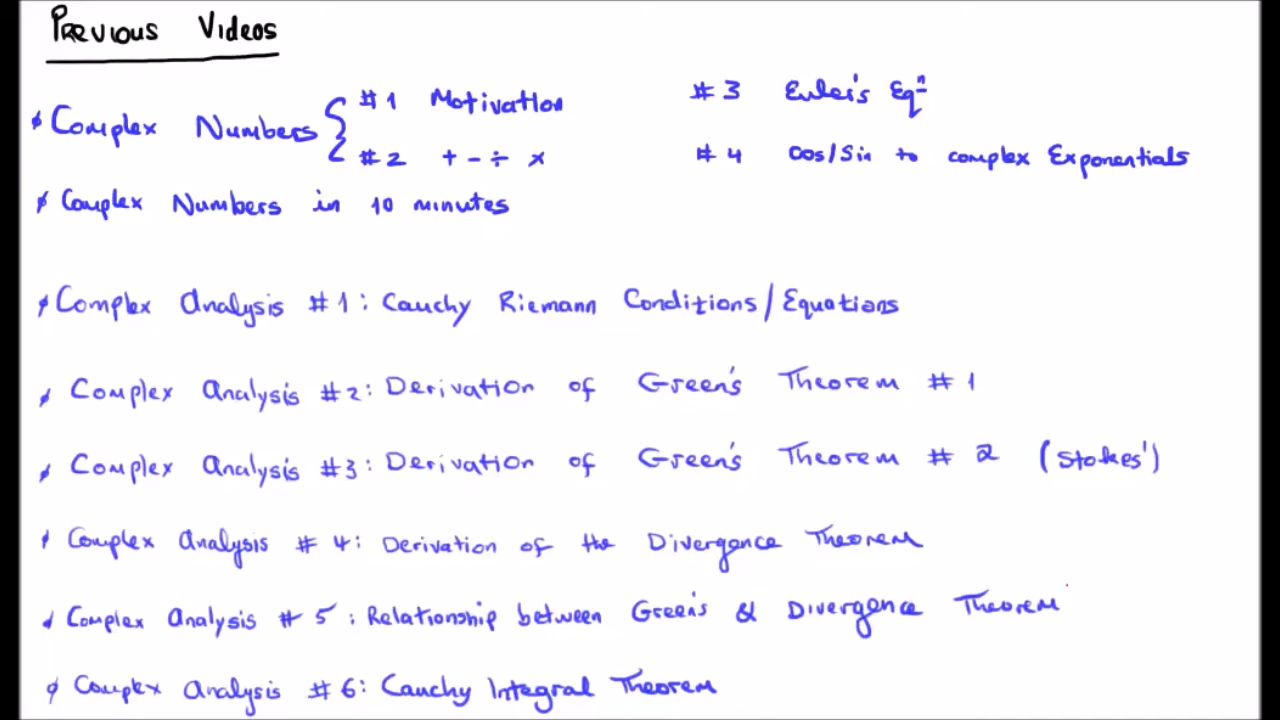 Previous Videos
Complex Numbers { #1 Motivation #3 Euler's Eqn
#2 + - ÷ × #4 Cos/Sin to complex Exponentials
Complex Numbers in 10 minutes
Complex Analysis #1: Cauchy Riemann Conditions/Equations
Complex Analysis #2: Derivation of Green's Theorem #1
Complex Analysis #3: Derivation of Green's Theorem #2 (Stokes')
Complex Analysis #4: Derivation of the Divergence Theorem
Complex Analysis #5: Relationship between Green's & Divergence Theorem
Complex Analysis #6: Cauchy Integral Theorem